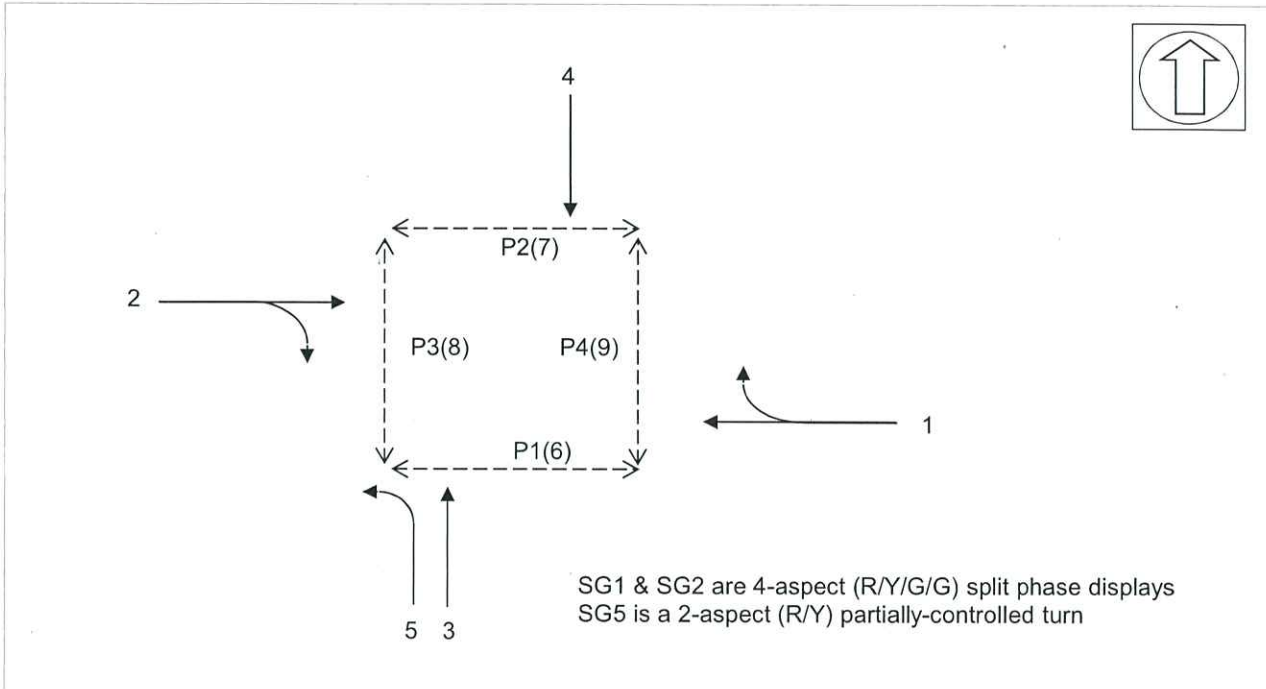 4
P2(7)
2
P3(8)
P4(9)
1
P1(6)
SG1 & SG2 are 4-aspect (R/Y/G/G) split phase displays
SG5 is a 2-aspect (R/Y) partially-controlled turn
5 3